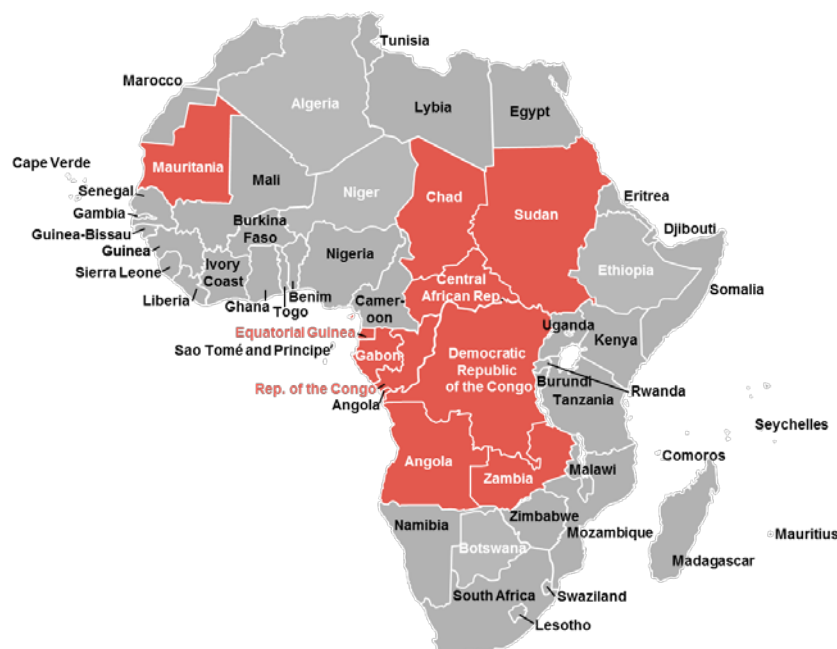 Tunisia
Marocco
Algeria
Lybia
Egypt
Mauritania
Cape Verde
Mali
Niger
Chad
Sudan
Senegal
Eritrea
Gambia
Burkina
Faso
Djibouti
Guinea-Bissau
Guinea
Nigeria
Ethiopia
Sierra Leone
Ivory
Coast
Central
African Rep.
Somalia
Liberia
Ghana
Togo
Benim
Camer-
oon
Equatorial Guinea
Uganda
Kenya
Sao Tomé and Principe
Gabon
Democratic
Republic
of the Congo
Rep. of the Congo
Burundi
Rwanda
Angola
Tanzania
Seychelles
Comoros
Angola
Malawi
Zambia
Zimbabwe
Namibia
Mozambique
Mauritius
Botswana
Madagascar
South Africa
Swaziland
Lesotho